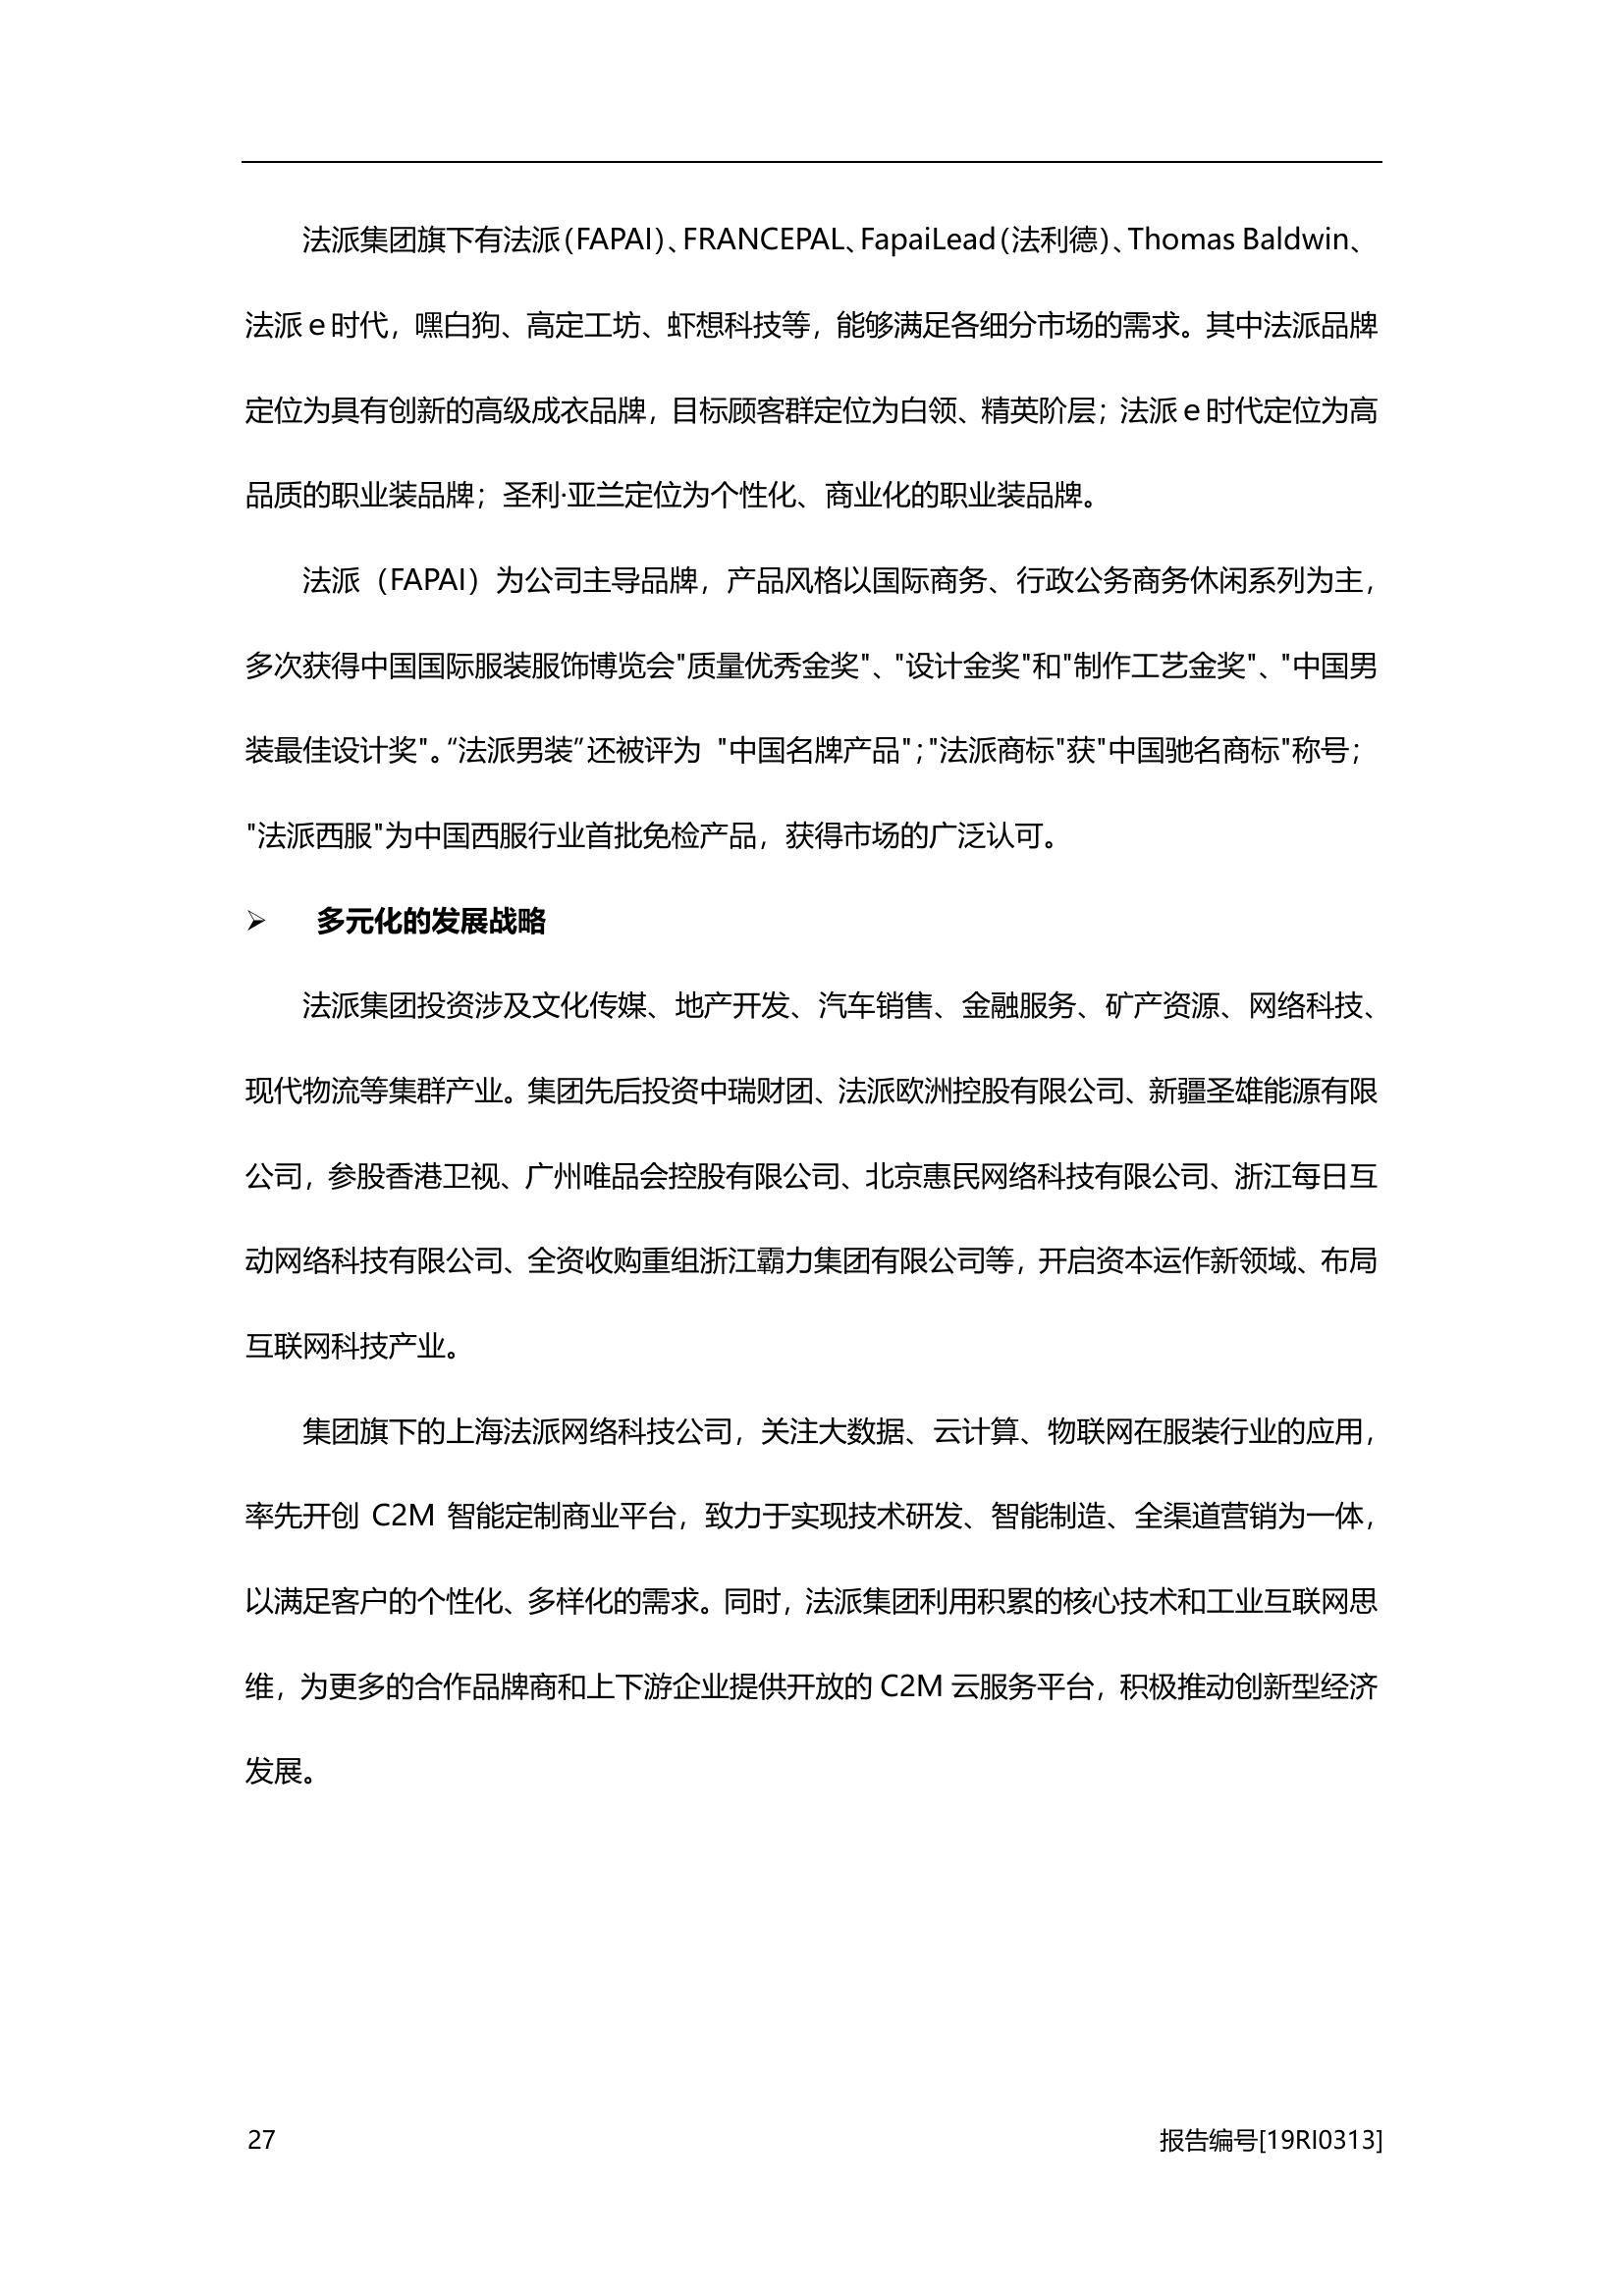 法派集团旗下有法派（FAPAI）、FRANCEPAL、FapaiLead（法利德）、Thomas Baldwin、
法派 e 时代，嘿白狗、高定工坊、虾想科技等，能够满足各细分市场的需求。其中法派品牌
定位为具有创新的高级成衣品牌，目标顾客群定位为白领、精英阶层；法派 e 时代定位为高
品质的职业装品牌；圣利·亚兰定位为个性化、商业化的职业装品牌。
法派（FAPAI）为公司主导品牌，产品风格以国际商务、行政公务商务休闲系列为主，
多次获得中国国际服装服饰博览会"质量优秀金奖"、"设计金奖"和"制作工艺金奖"、"中国男
装最佳设计奖"。“法派男装”还被评为 "中国名牌产品"；"法派商标"获"中国驰名商标"称号；
"法派西服"为中国西服行业首批免检产品，获得市场的广泛认可。
➢ 多元化的发展战略
法派集团投资涉及文化传媒、地产开发、汽车销售、金融服务、矿产资源、网络科技、
现代物流等集群产业。集团先后投资中瑞财团、法派欧洲控股有限公司、新疆圣雄能源有限
公司，参股香港卫视、广州唯品会控股有限公司、北京惠民网络科技有限公司、浙江每日互
动网络科技有限公司、全资收购重组浙江霸力集团有限公司等，开启资本运作新领域、布局
互联网科技产业。
集团旗下的上海法派网络科技公司，关注大数据、云计算、物联网在服装行业的应用，
率先开创 C2M 智能定制商业平台，致力于实现技术研发、智能制造、全渠道营销为一体，
以满足客户的个性化、多样化的需求。同时，法派集团利用积累的核心技术和工业互联网思
维，为更多的合作品牌商和上下游企业提供开放的 C2M 云服务平台，积极推动创新型经济
发展。
27
报告编号[19RI0313]